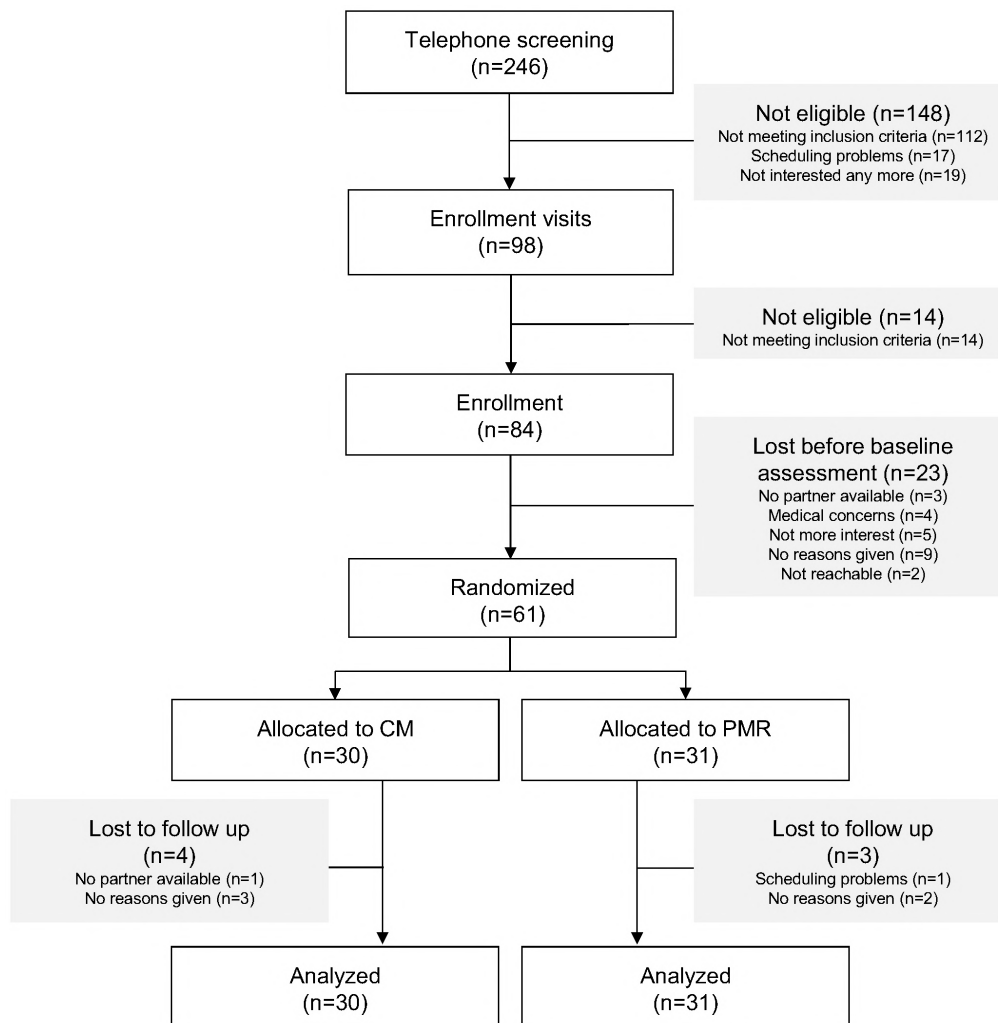 Telephone screening
(n=246)
Not eligible (n=148)
Not meeting inclusion criteria (n=112)
Scheduling problems (n=17)
Not interested any more (n=19)
Enrollment visits
(n=98)
Not eligible (n=14)
Not meeting inclusion criteria (n=14)
Enrollment
(n=84)
Lost before baseline
assessment (n=23)
No partner available (n=3)
Medical concerns (n=4)
Not more interest (n=5)
No reasons given (n=9)
Not reachable (n=2)
Randomized
(n=61)
Allocated to CM
(n=30)
Allocated to PMR
(n=31)
Lost to follow up
(n=4)
No partner available (n=1)
No reasons given (n=3)
Lost to follow up
(n=3)
Scheduling problems (n=1)
No reasons given (n=2)
Analyzed
(n=30)
Analyzed
(n=31)